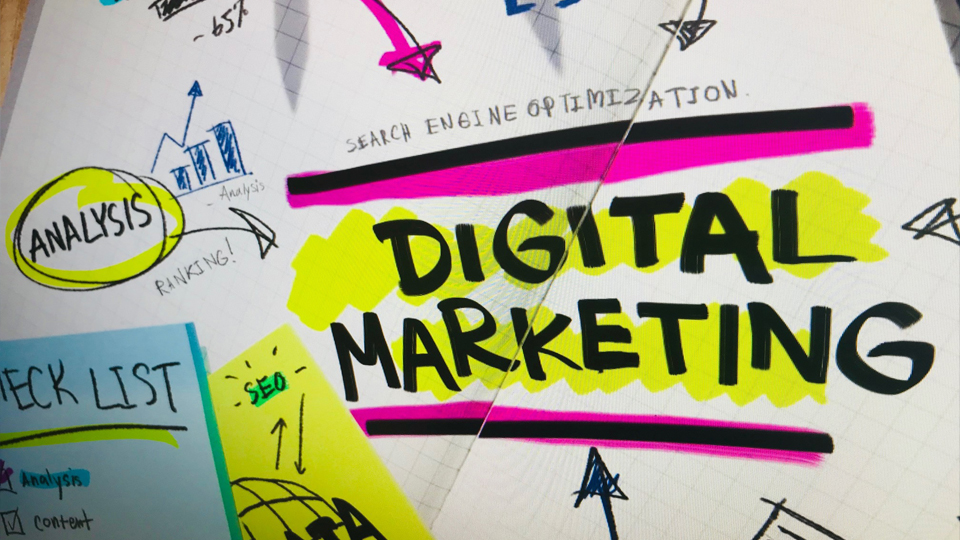 - 65%
SEARCH ENGINE OPTIMIZATION.
- Analysis
ANALYSIS
RANKING!
DIGITAL
MARKETING
SEO
ECK LIST
Analysis
content